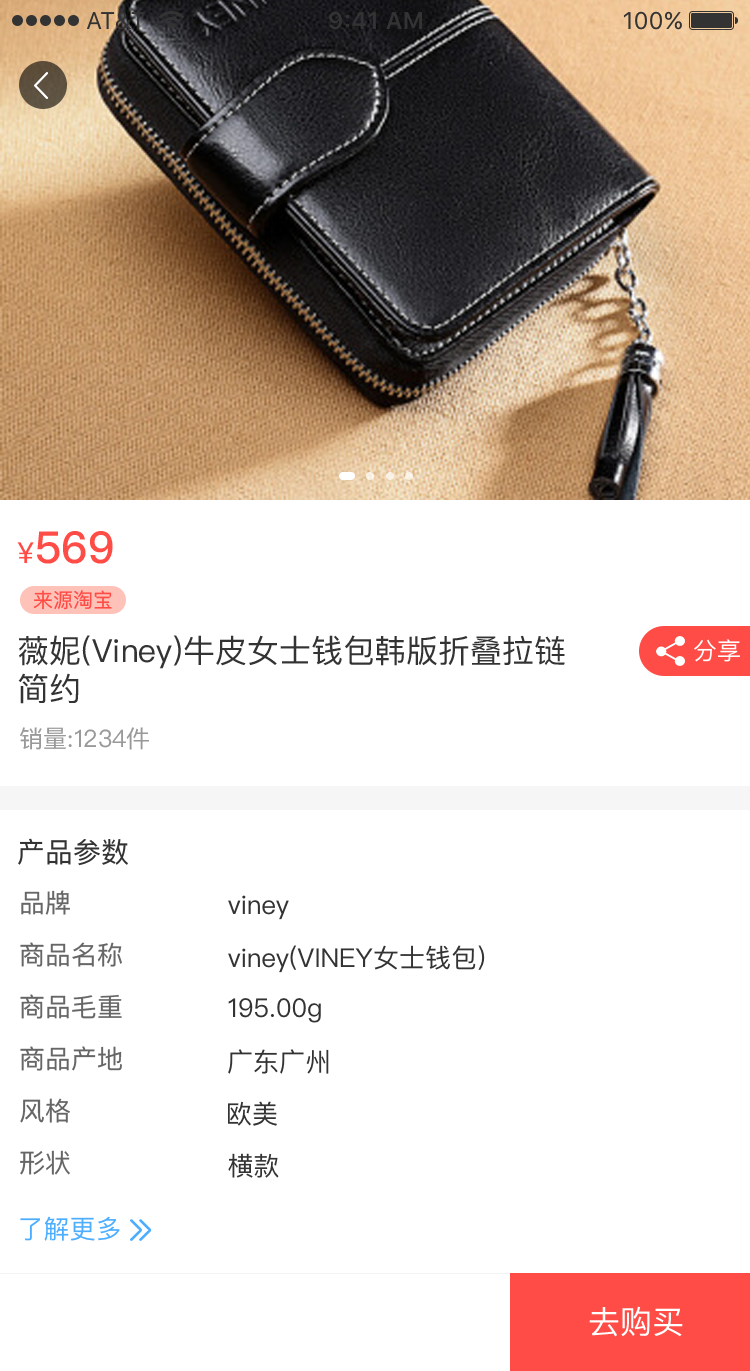 9:41 AM
100%
¥569
来源淘宝
薇妮(Viney)牛皮女士钱包韩版折叠拉链
简约
分享
销量:1234件
产品参数
品牌 viney
商品名称 viney(VINEY女士钱包)
商品毛重 195.00g
商品产地 广东广州
风格 欧美
形状 横款
了解更多
去购买